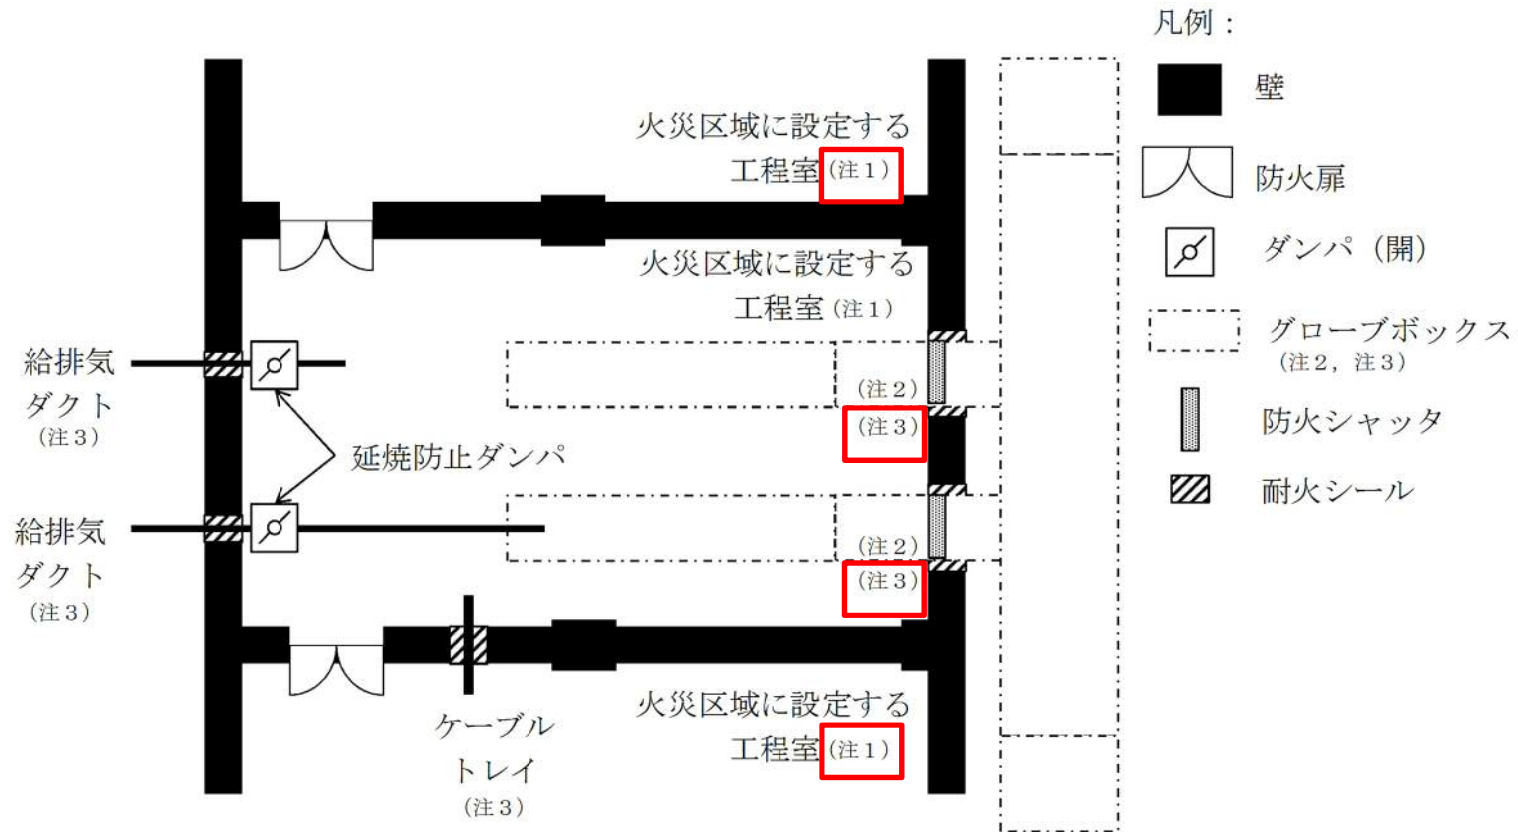 凡例：
壁
防火扉
ダンパ（開）
グローブボックス
（注２，注３）
防火シャッタ
耐火シール
火災区域に設定する
工程室（注１）
火災区域に設定する
工程室（注１）
給排気
ダクト
（注３）
（注２）
（注３）
延焼防止ダンパ
給排気
ダクト
（注３）
（注２）
（注３）
火災区域に設定する
工程室（注１）
ケーブル
トレイ
（注３）